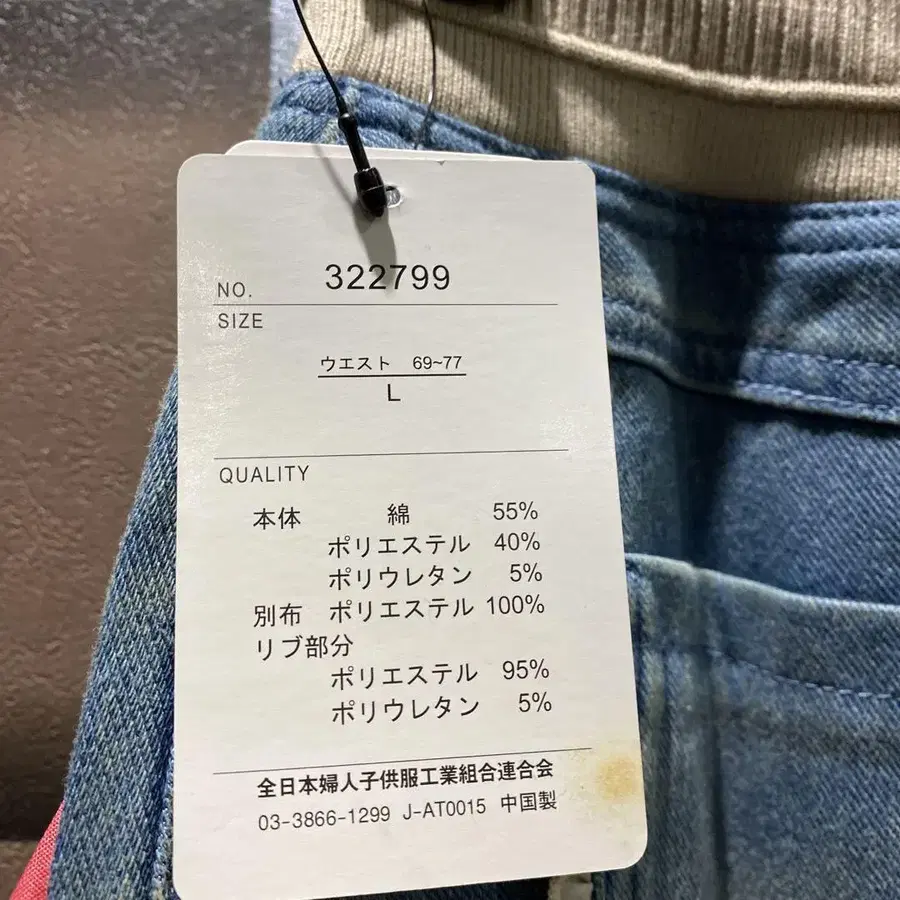 NO. 322799
SIZE
ウエスト 69~77
L
QUALITY
本体 綿 55%
ポリエステル 40%
ポリウレタン 5%
別布 ポリエステル 100%
リブ部分
ポリエステル 95%
ポリウレタン 5%
全日本婦人子供服工業組合連合会
03-3866-1299 J-AT0015 中国製